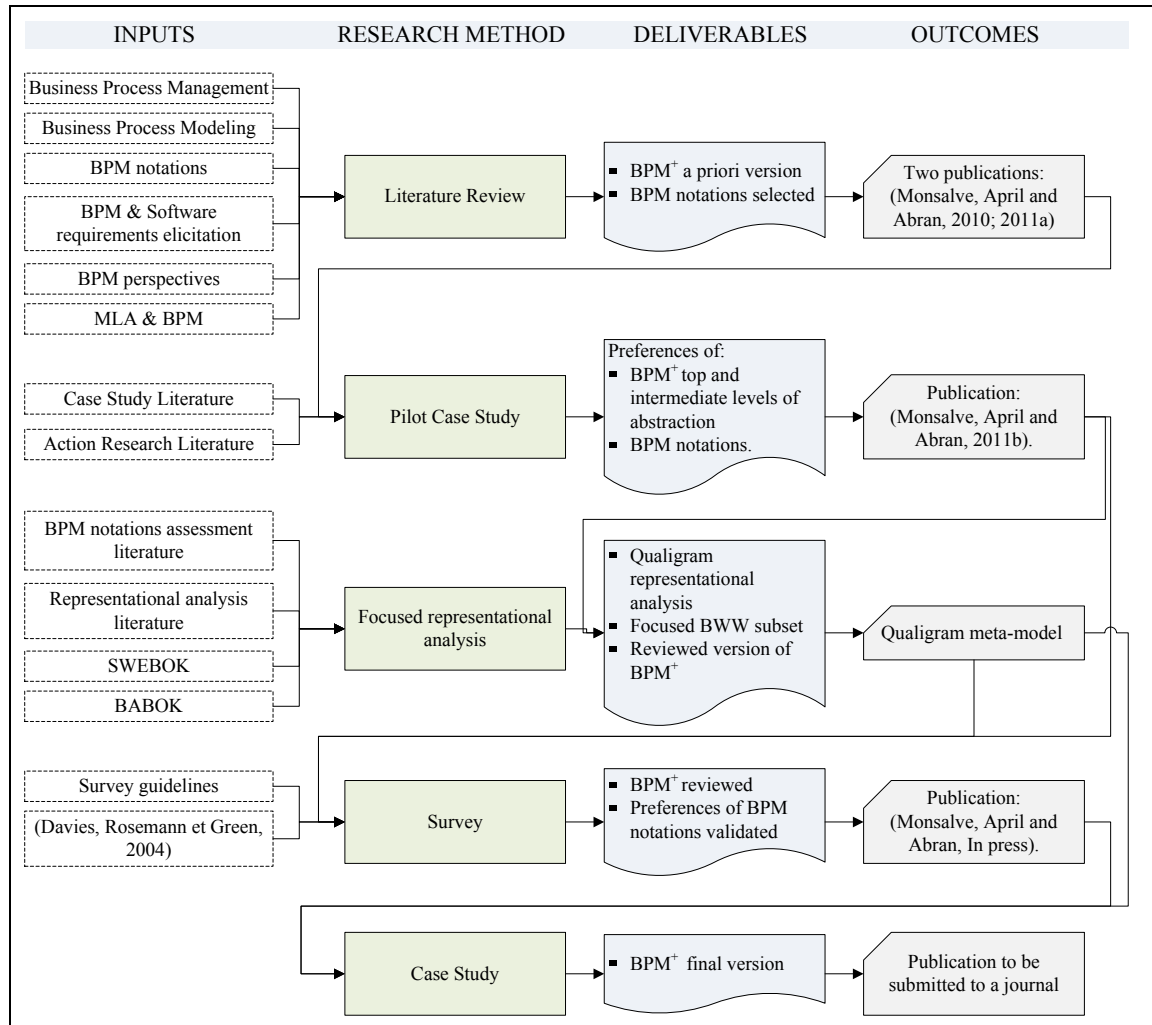 INPUTS RESEARCH METHOD DELIVERABLES OUTCOMES
Business Process Management
Business Process Modeling
BPM notations
BPM & Software
requirements elicitation
BPM perspectives
MLA & BPM
Literature Review
▪ BPM⁺ a priori version
▪ BPM notations selected
Two publications:
(Monsalve, April and
Abran, 2010; 2011a)
Case Study Literature
Action Research Literature
Pilot Case Study
Preferences of:
▪ BPM⁺ top and
intermediate levels of
abstraction
▪ BPM notations.
Publication:
(Monsalve, April and
Abran, 2011b).
BPM notations assessment
literature
Representational analysis
literature
SWEBOK
BABOK
Focused representational
analysis
▪ Qualigram
representational
analysis
▪ Focused BWW subset
▪ Reviewed version of
BPM⁺
Qualigram meta-model
Survey guidelines
(Davies, Rosemann et Green,
2004)
Survey
▪ BPM⁺ reviewed
▪ Preferences of BPM
notations validated
Publication:
(Monsalve, April and
Abran, In press).
Case Study
▪ BPM⁺ final version
Publication to be
submitted to a journal